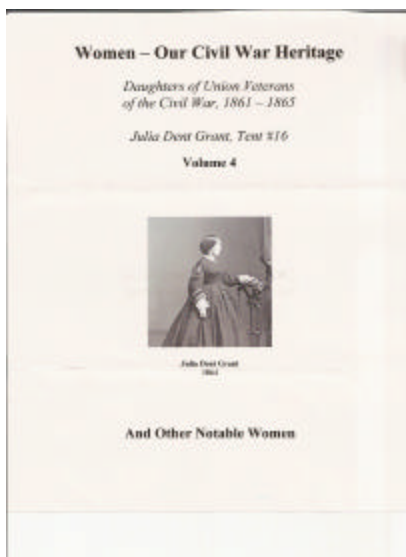 Women – Our Civil War Heritage
Daughters of Union Veterans
of the Civil War, 1861 – 1865
Julia Dent Grant, Tent #16
Volume 4
Julia Dent Grant
And Other Notable Women